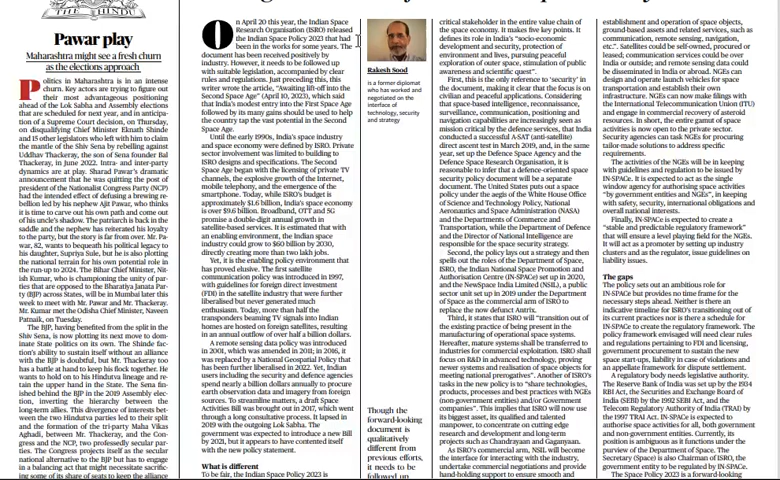 THE HINDU
Pawar play
Maharashtra might see a fresh churn
as the elections approach
Politics in Maharashtra is in an intense
churn. Key actors are trying to figure out
their most advantageous positioning
ahead of the Lok Sabha and Assembly elections
that are scheduled for next year, and in anticipa-
tion of a Supreme Court decision, on Thursday,
on disqualifying Chief Minister Eknath Shinde
and 15 other legislators who left with him to claim
the mantle of the Shiv Sena by rebelling against
Uddhav Thackeray, the son of Sena founder Bal
Thackeray, in June 2022. Intra- and inter-party
dynamics are at play. Sharad Pawar's dramatic
announcement that he was quitting the post of
president of the Nationalist Congress Party (NCP)
had the intended effect of defusing a brewing re-
bellion led by his nephew Ajit Pawar, who thinks
it is time to carve out his own path and come out
of his uncle's shadow. The patriarch is back in the
saddle and the nephew has reiterated his loyalty
to the party, but the story is far from over. Mr. Pa-
war, 82, wants to bequeath his political legacy to
his daughter, Supriya Sule, but he is also plotting
the national terrain for his own potential role in
the run-up to 2024. The Bihar Chief Minister, Nit-
ish Kumar, who is championing the unity of par-
ties that are opposed to the Bharatiya Janata Par-
ty (BJP) across States, will be in Mumbai later this
week to meet with Mr. Pawar and Mr. Thackeray.
Mr. Kumar met the Odisha Chief Minister, Naveen
Patnaik, on Tuesday.
The BJP, having benefited from the split in the
Shiv Sena, is now plotting its next move to dom-
inate State politics on its own. The Shinde fac-
tion's ability to sustain itself without an alliance
with the BJP is doubtful, but Mr. Thackeray too
has a battle at hand to keep his flock together. He
wants to hold on to his Hindutva lineage and re-
tain the upper hand in the State. The Sena fin-
ished behind the BJP in the 2019 Assembly elec-
tion, inverting the hierarchy between the
long-term allies. This divergence of interests bet-
ween the two Hindutva parties led to their split
and the formation of the tri-party Maha Vikas
Aghadi, between Mr. Thackeray, and the Con-
gress and the NCP, two professedly secular par-
ties. The Congress projects itself as the secular
national alternative to the BJP but has to engage
in a balancing act that might necessitate sacrific-
ing some of its share of seats to keep the alliance
On April 20 this year, the Indian Space
Research Organisation (ISRO) released
the Indian Space Policy 2023 that had
been in the works for some years. The
document has been received positively by
industry. However, it needs to be followed up
with suitable legislation, accompanied by clear
rules and regulations. Just preceding this, this
writer wrote the article, "Awaiting lift-off into the
Second Space Age" (April 10, 2023), which said
that India's modest entry into the First Space Age
followed by its many gains should be used to help
the country tap the vast potential in the Second
Space Age.
Until the early 1990s, India's space industry
and space economy were defined by ISRO. Private
sector involvement was limited to building to
ISRO designs and specifications. The Second
Space Age began with the licensing of private TV
channels, the explosive growth of the Internet,
mobile telephony, and the emergence of the
smartphone. Today, while ISRO's budget is
approximately $1.6 billion, India's space economy
is over $9.6 billion. Broadband, OTT and 5G
promise a double-digit annual growth in
satellite-based services. It is estimated that with
an enabling environment, the Indian space
industry could grow to $60 billion by 2030,
directly creating more than two lakh jobs.
Yet, it is the enabling policy environment that
has proved elusive. The first satellite
communication policy was introduced in 1997,
with guidelines for foreign direct investment
(FDI) in the satellite industry that were further
liberalised but never generated much
enthusiasm. Today, more than half the
transponders beaming TV signals into Indian
homes are hosted on foreign satellites, resulting
in an annual outflow of over half a billion dollars.
A remote sensing data policy was introduced
in 2001, which was amended in 2011; in 2016, it
was replaced by a National Geospatial Policy that
has been further liberalised in 2022. Yet, Indian
users including the security and defence agencies
spend nearly a billion dollars annually to procure
earth observation data and imagery from foreign
sources. To streamline matters, a draft Space
Activities Bill was brought out in 2017, which went
through a long consultative process. It lapsed in
2019 with the outgoing Lok Sabha. The
government was expected to introduce a new Bill
by 2021, but it appears to have contented itself
with the new policy statement.
What is different
To be fair, the Indian Space Policy 2023 is
Rakesh Sood
is a former diplomat
who has worked and
negotiated on the
interface of
technology, space
and strategy
Though the
forward-looking
document is
qualitatively
different from
previous efforts,
it needs to be
followed up
critical stakeholder in the entire value chain of
the space economy. It makes five key points. It
defines its role in India's "socio-economic
development and security, protection of
environment and lives, pursuing peaceful
exploration of outer space, stimulation of public
awareness and scientific quest".
First, this is the only reference to 'security' in
the document, making it clear that the focus is on
civilian and peaceful applications. Considering
that space-based intelligence, reconnaissance,
surveillance, communication, positioning and
navigation capabilities are increasingly seen as
mission critical by the defence services, that India
conducted a successful A-SAT (anti-satellite)
direct ascent test in March 2019, and, in the same
year, set up the Defence Space Agency and the
Defence Space Research Organisation, it is
reasonable to infer that a defence-oriented space
security policy document will be a separate
document. The United States puts out a space
policy under the aegis of the White House Office
of Science and Technology Policy, National
Aeronautics and Space Administration (NASA)
and the Departments of Commerce and
Transportation, while the Department of Defence
and the Director of National Intelligence are
responsible for the space security strategy.
Second, the policy lays out a strategy and then
spells out the roles of the Department of Space,
ISRO, the Indian National Space Promotion and
Authorisation Centre (IN-SPACe) set up in 2020,
and the NewSpace India Limited (NSIL), a public
sector unit set up in 2019 under the Department
of Space as the commercial arm of ISRO to
replace the now defunct Antrix.
Third, it states that ISRO will "transition out of
the existing practice of being present in the
manufacturing of operational space systems.
Hereafter, mature systems shall be transferred to
industries for commercial exploitation. ISRO shall
focus on R&D in advanced technology, proving
newer systems and realisation of space objects for
meeting national prerogatives". Another of ISRO's
tasks in the new policy is to "share technologies,
products, processes and best practices with NGEs
(non-government entities) and/or Government
companies". This implies that ISRO will now use
its biggest asset, its qualified and talented
manpower, to concentrate on cutting edge
research and development and long-term
projects such as Chandrayaan and Gaganyaan.
As ISRO's commercial arm, NSIL will become
the interface for interacting with the industry,
undertake commercial negotiations and provide
hand-holding support to ensure smooth and
establishment and operation of space objects,
ground-based assets and related services, such as
communication, remote sensing, navigation,
etc.". Satellites could be self-owned, procured or
leased; communication services could be over
India or outside; and remote sensing data could
be disseminated in India or abroad. NGEs can
design and operate launch vehicles for space
transportation and establish their own
infrastructure. NGEs can now make filings with
the International Telecommunication Union (ITU)
and engage in commercial recovery of asteroid
resources. In short, the entire gamut of space
activities is now open to the private sector.
Security agencies can task NGEs for procuring
tailor-made solutions to address specific
requirements.
The activities of the NGEs will be in keeping
with guidelines and regulation to be issued by
IN-SPACe. It is expected to act as the single
window agency for authorising space activities
"by government entities and NGEs", in keeping
with safety, security, international obligations and
overall national interests.
Finally, IN-SPACe is expected to create a
"stable and predictable regulatory framework"
that will ensure a level playing field for the NGEs.
It will act as a promoter by setting up industry
clusters and as the regulator, issue guidelines on
liability issues.
The gaps
The policy sets out an ambitious role for
IN-SPACe but provides no time frame for the
necessary steps ahead. Neither is there an
indicative timeline for ISRO's transitioning out of
its current practices nor is there a schedule for
IN-SPACe to create the regulatory framework. The
policy framework envisaged will need clear rules
and regulations pertaining to FDI and licensing,
government procurement to sustain the new
space start-ups, liability in case of violations and
an appellate framework for dispute settlement.
A regulatory body needs legislative authority.
The Reserve Bank of India was set up by the 1934
RBI Act, the Securities and Exchange Board of
India (SEBI) by the 1992 SEBI Act, and the
Telecom Regulatory Authority of India (TRAI) by
the 1997 TRAI Act. IN-SPACe is expected to
authorise space activities for all, both government
and non-government entities. Currently, its
position is ambiguous as it functions under the
purview of the Department of Space. The
Secretary (Space) is also Chairman of ISRO, the
government entity to be regulated by IN-SPACe.
The Space Policy 2023 is a forward-looking